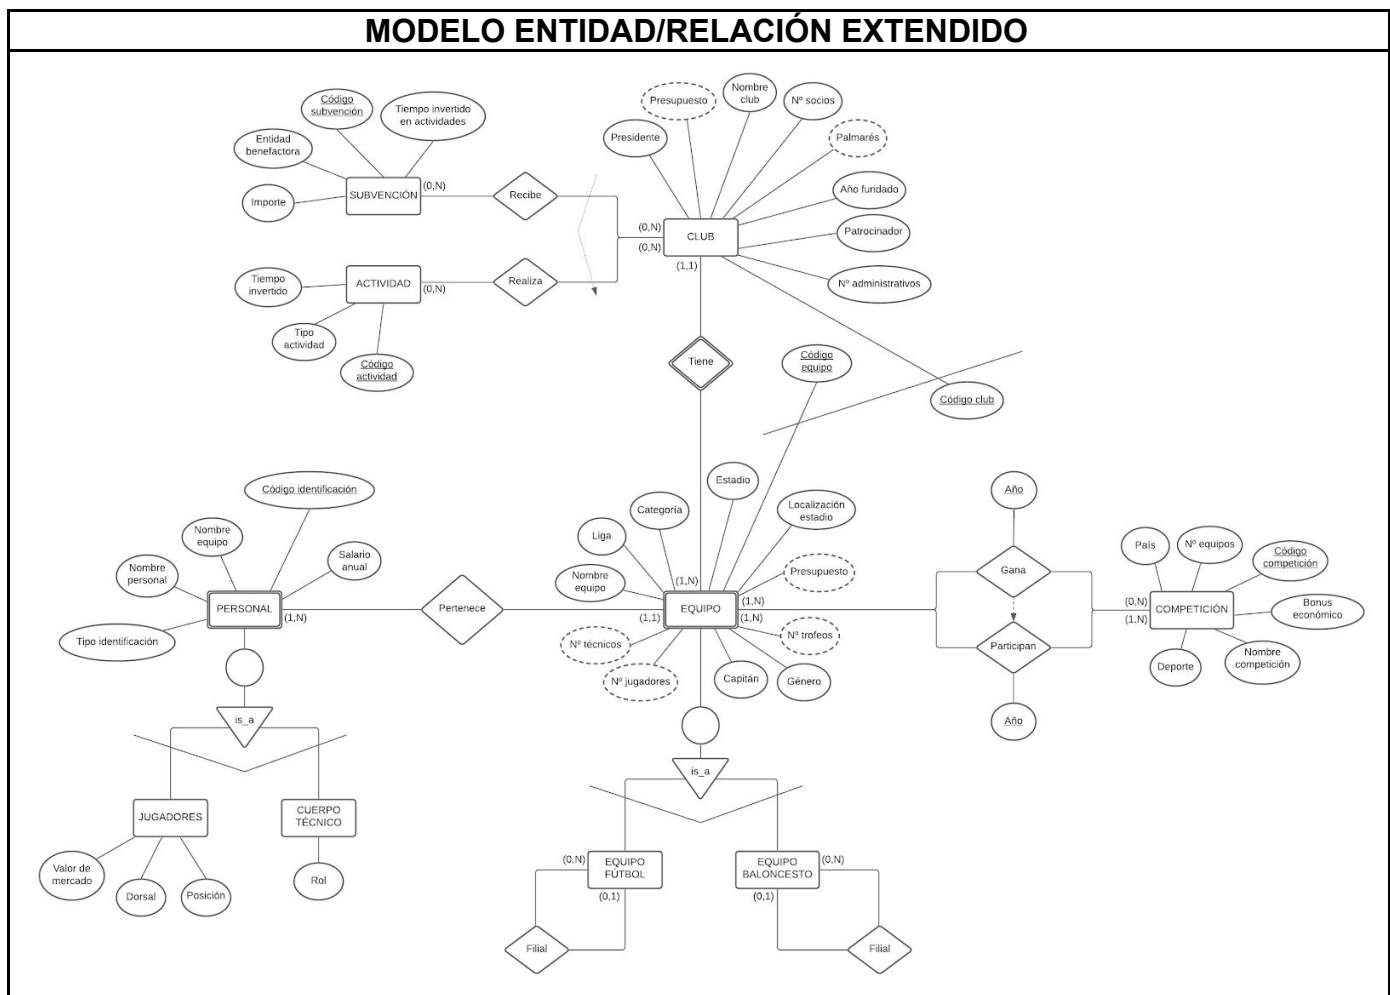 MODELO ENTIDAD/RELACIÓN EXTENDIDO
Código
subvención
Tiempo invertido
en actividades
Entidad
benefactora
Importe
SUBVENCIÓN
(0,N)
Recibe
Presidente
Presupuesto
Nombre
club
Nº socios
Palmarés
Año fundado
Patrocinador
Nº administrativos
(0,N)
(0,N)
CLUB
(1,1)
Tiempo
invertido
ACTIVIDAD
(0,N)
Realiza
Tipo
actividad
Código
actividad
Tiene
Código
equipo
Código club
Código identificación
Nombre
equipo
Nombre
personal
Salario
anual
PERSONAL
(1,N)
Tipo identificación
Pertenece
Estadio
Categoría
Localización
estadio
Liga
Presupuesto
Nombre
equipo
(1,N)
(1,N)
(1,1)
EQUIPO
(1,N)
Nº técnicos
Nº trofeos
Nº jugadores
Capitán
Género
Año
Gana
Participan
Año
País
Nº equipos
Código
competición
(0,N)
(1,N)
COMPETICIÓN
Bonus
económico
Deporte
Nombre
competición
is_a
JUGADORES
CUERPO
TÉCNICO
Valor de
mercado
Dorsal
Posición
Rol
is_a
(0,N)
EQUIPO
FÚTBOL
(0,1)
EQUIPO
BALONCESTO
(0,N)
(0,1)
Filial
Filial